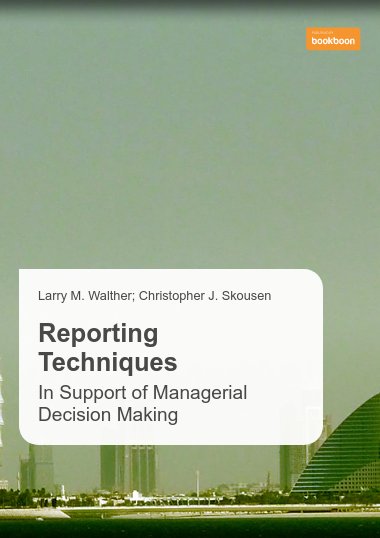 bookboon
Larry M. Walther; Christopher J. Skousen
Reporting
Techniques
In Support of Managerial
Decision Making